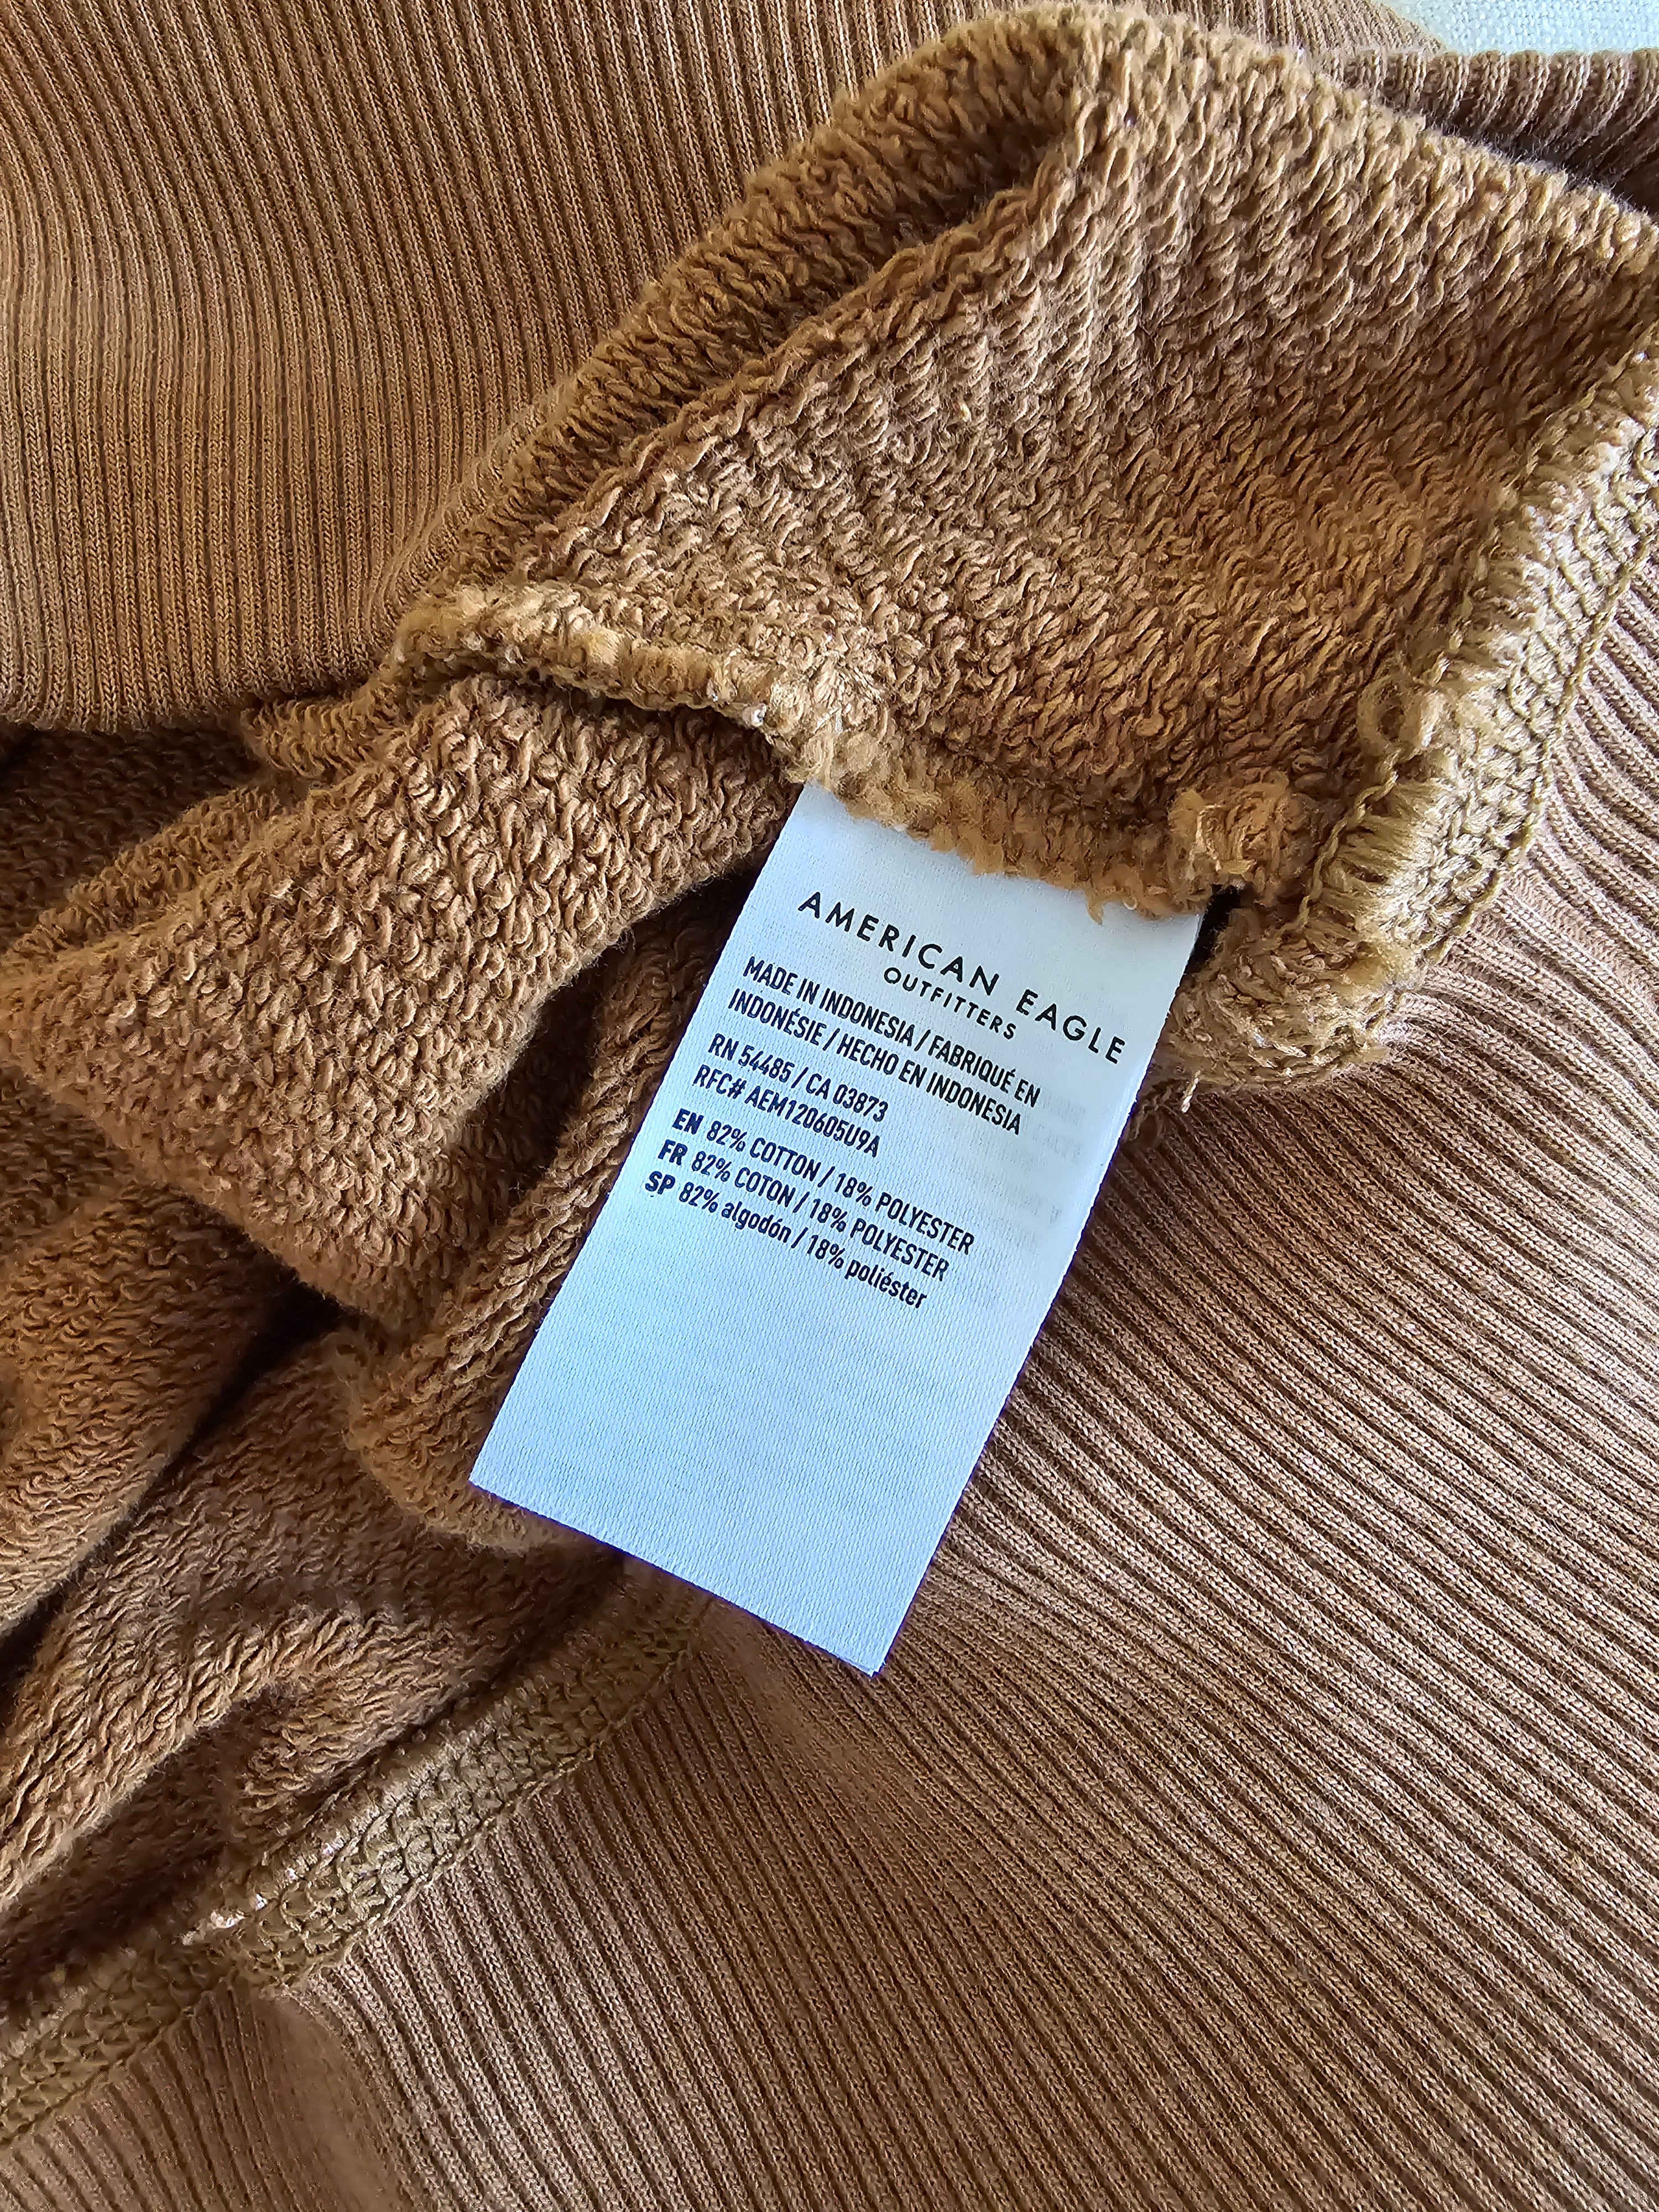 AMERICAN EAGLE
OUTFITTERS
MADE IN INDONESIA / FABRIQUÉ EN
INDONÉSIE / HECHO EN INDONESIA
RN 54485 / CA 03873
RFC# AEM120605U9A
EN 82% COTTON / 18% POLYESTER
FR 82% COTON / 18% POLYESTER
SP 82% algodón / 18% poliéster